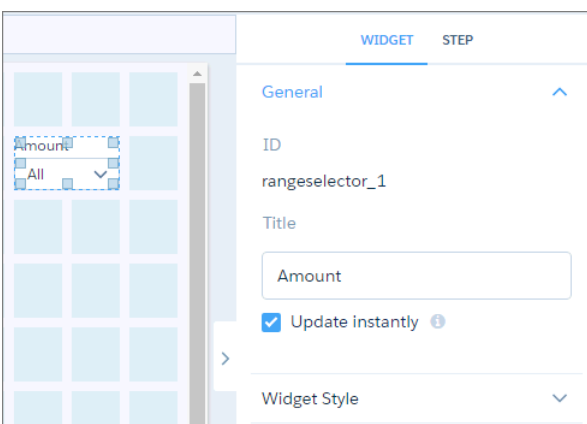 WIDGET STEP
General
Amount
All
ID
rangeselector_1
Title
Amount
Update instantly
Widget Style